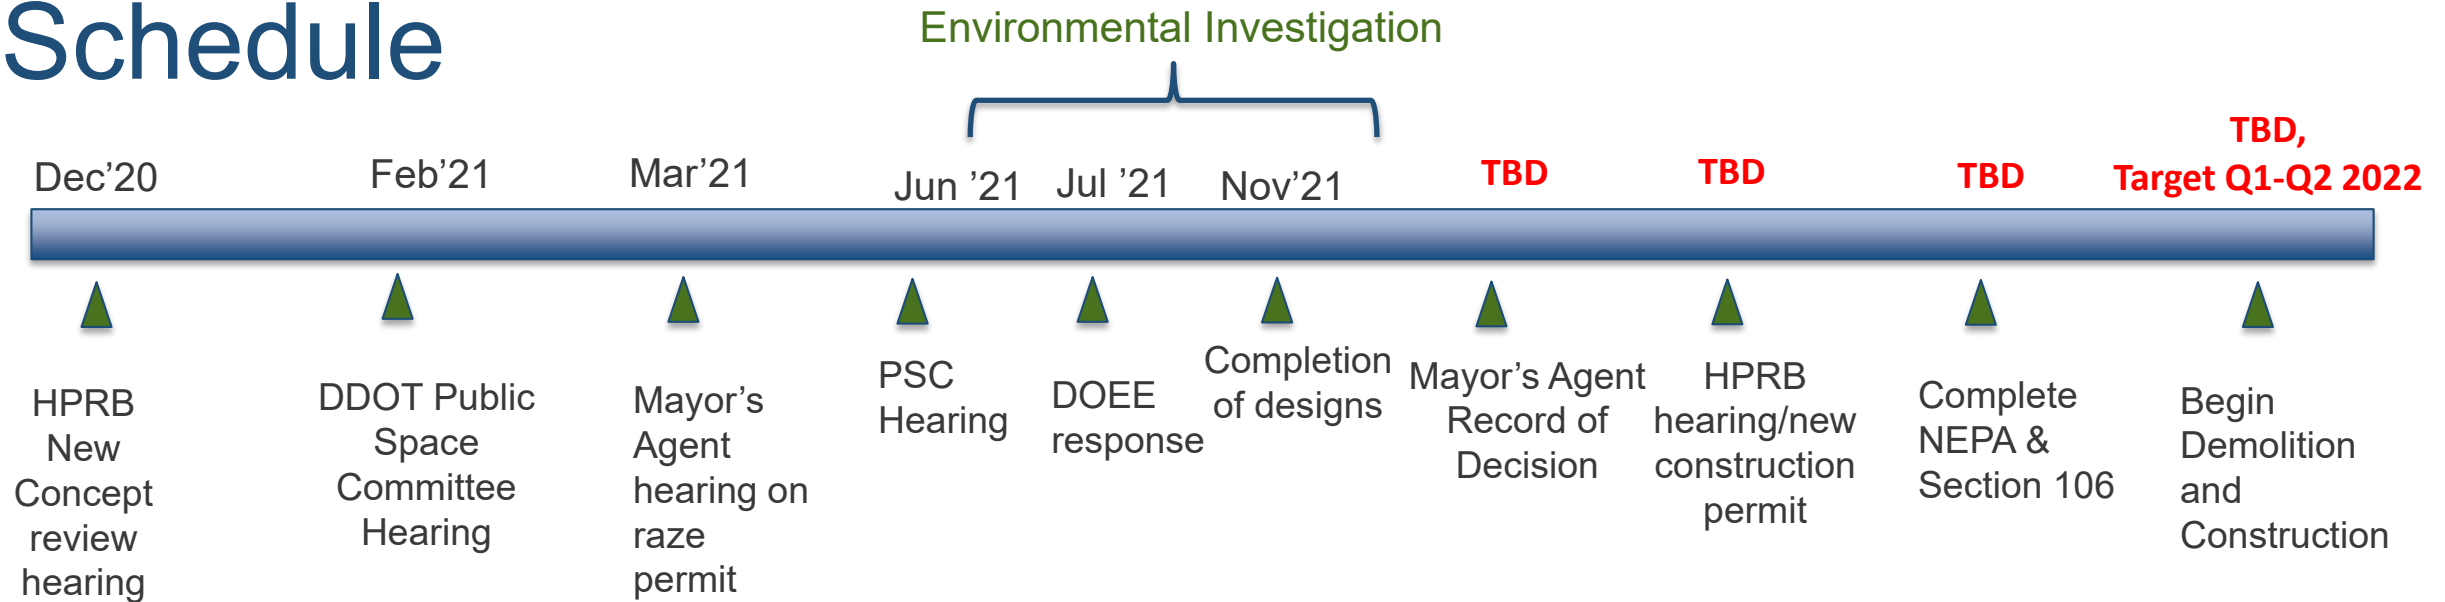 Schedule
Environmental Investigation
Dec’20
Feb’21
Mar’21
Jun ’21
Jul ’21
Nov’21
TBD
TBD
TBD
TBD,
Target Q1-Q2 2022
HPRB
New
Concept
review
hearing
DDOT Public
Space
Committee
Hearing
Mayor’s
Agent
hearing on
raze
permit
PSC
Hearing
DOEE
response
Completion
of designs
Mayor’s Agent
Record of
Decision
HPRB
hearing/new
construction
permit
Complete
NEPA &
Section 106
Begin
Demolition
and
Construction